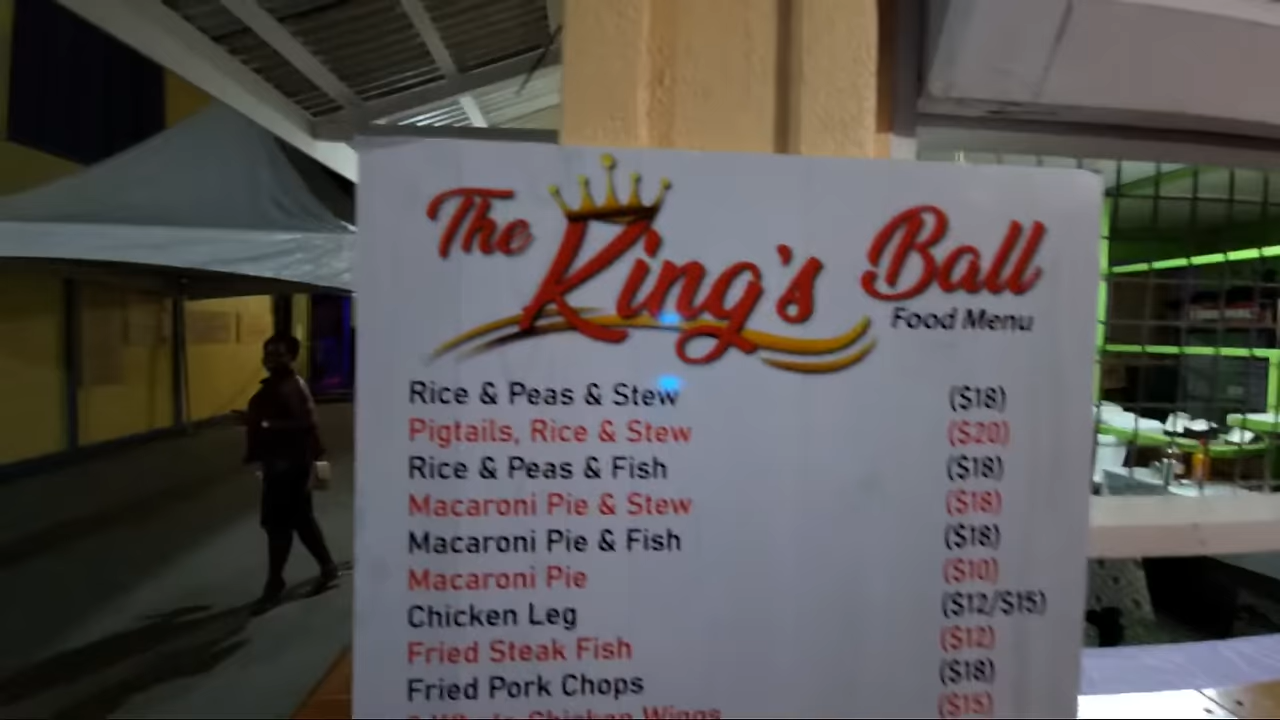 The King's Ball
Food Menu
Rice & Peas & Stew ($18)
Pigtails, Rice & Stew ($20)
Rice & Peas & Fish ($18)
Macaroni Pie & Stew ($18)
Macaroni Pie & Fish ($18)
Macaroni Pie ($10)
Chicken Leg ($12/$15)
Fried Steak Fish ($12)
Fried Pork Chops ($18)
Chicken Wings ($15)